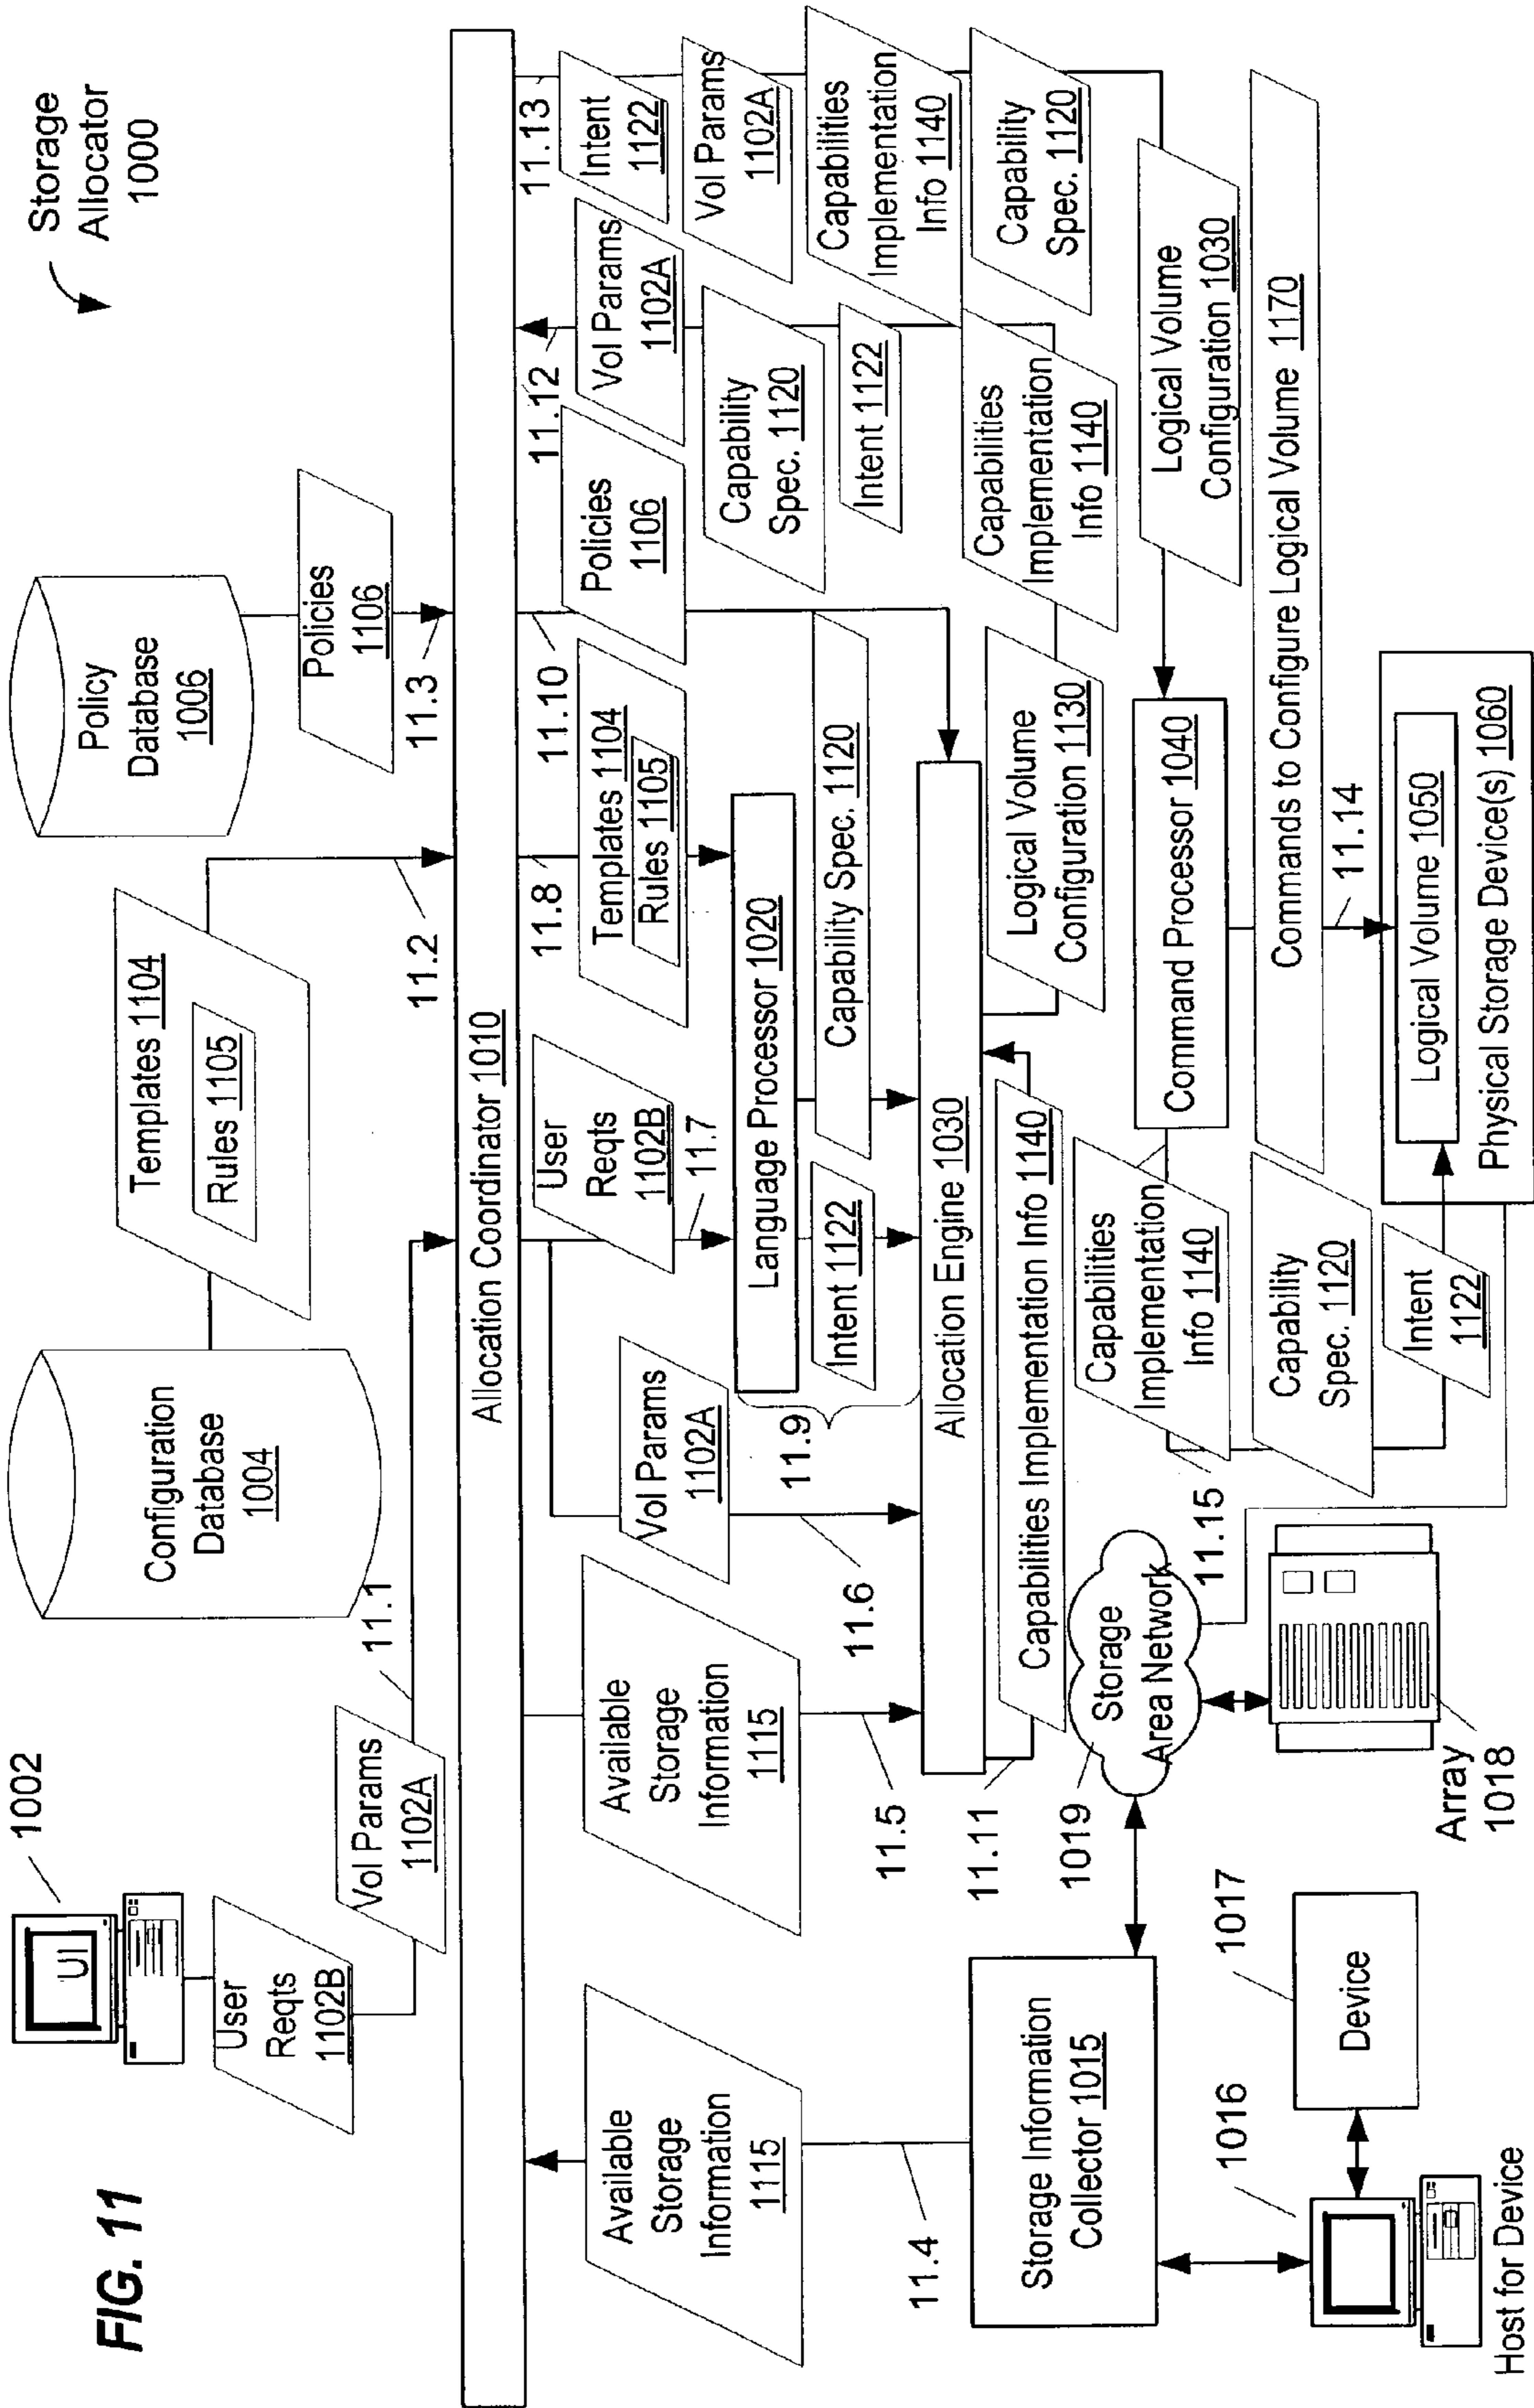 FIG. 11
Storage
Allocator
1000
1002
UI
User
Reqts
1102B
Vol Params
1102A
11.1
Configuration
Database
1004
Templates 1104
Rules 1105
11.2
Policy
Database
1006
Policies
1106
11.3
Allocation Coordinator 1010
Available
Storage
Information
1115
11.4
Available
Storage
Information
1115
11.5
Vol Params
1102A
11.6
User
Reqts
1102B
11.7
Templates 1104
Rules 1105
11.8
Policies
1106
11.10
Vol Params
1102A
11.12
Capability
Spec. 1120
Intent 1122
Capabilities
Implementation
Info 1140
11.13
Intent
1122
Vol Params
1102A
Capabilities
Implementation
Info 1140
Capability
Spec. 1120
Logical Volume
Configuration 1030
Language Processor 1020
11.9
Intent 1122
Capability Spec. 1120
Allocation Engine 1030
11.11
Capabilities Implementation Info 1140
Logical Volume
Configuration 1130
Storage Information
Collector 1015
1019
Storage
Area Network
Command Processor 1040
Capabilities
Implementation
Info 1140
11.15
Capability
Spec. 1120
Intent
1122
Commands to Configure Logical Volume 1170
11.14
Logical Volume 1050
Physical Storage Device(s) 1060
1016
Host for Device
1017
Device
Array
1018